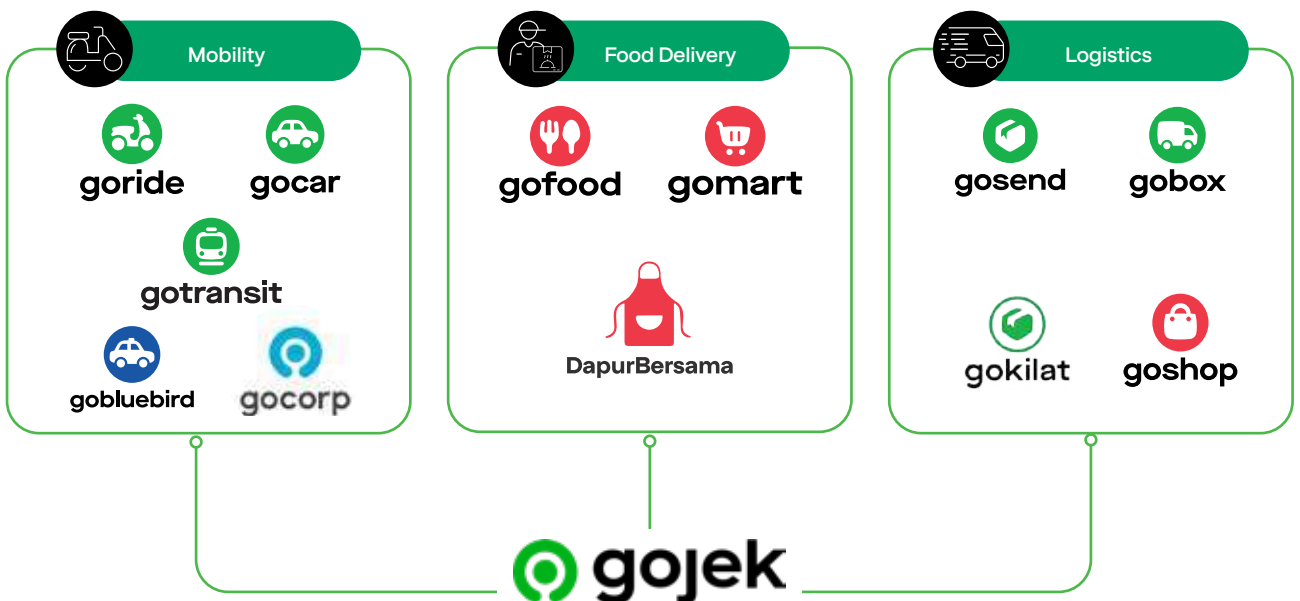 Mobility
goride
gocar
gotransit
gobluebird
gocorp
Food Delivery
gofood
gomart
DapurBersama
Logistics
gosend
gobox
gokilat
goshop
gojek